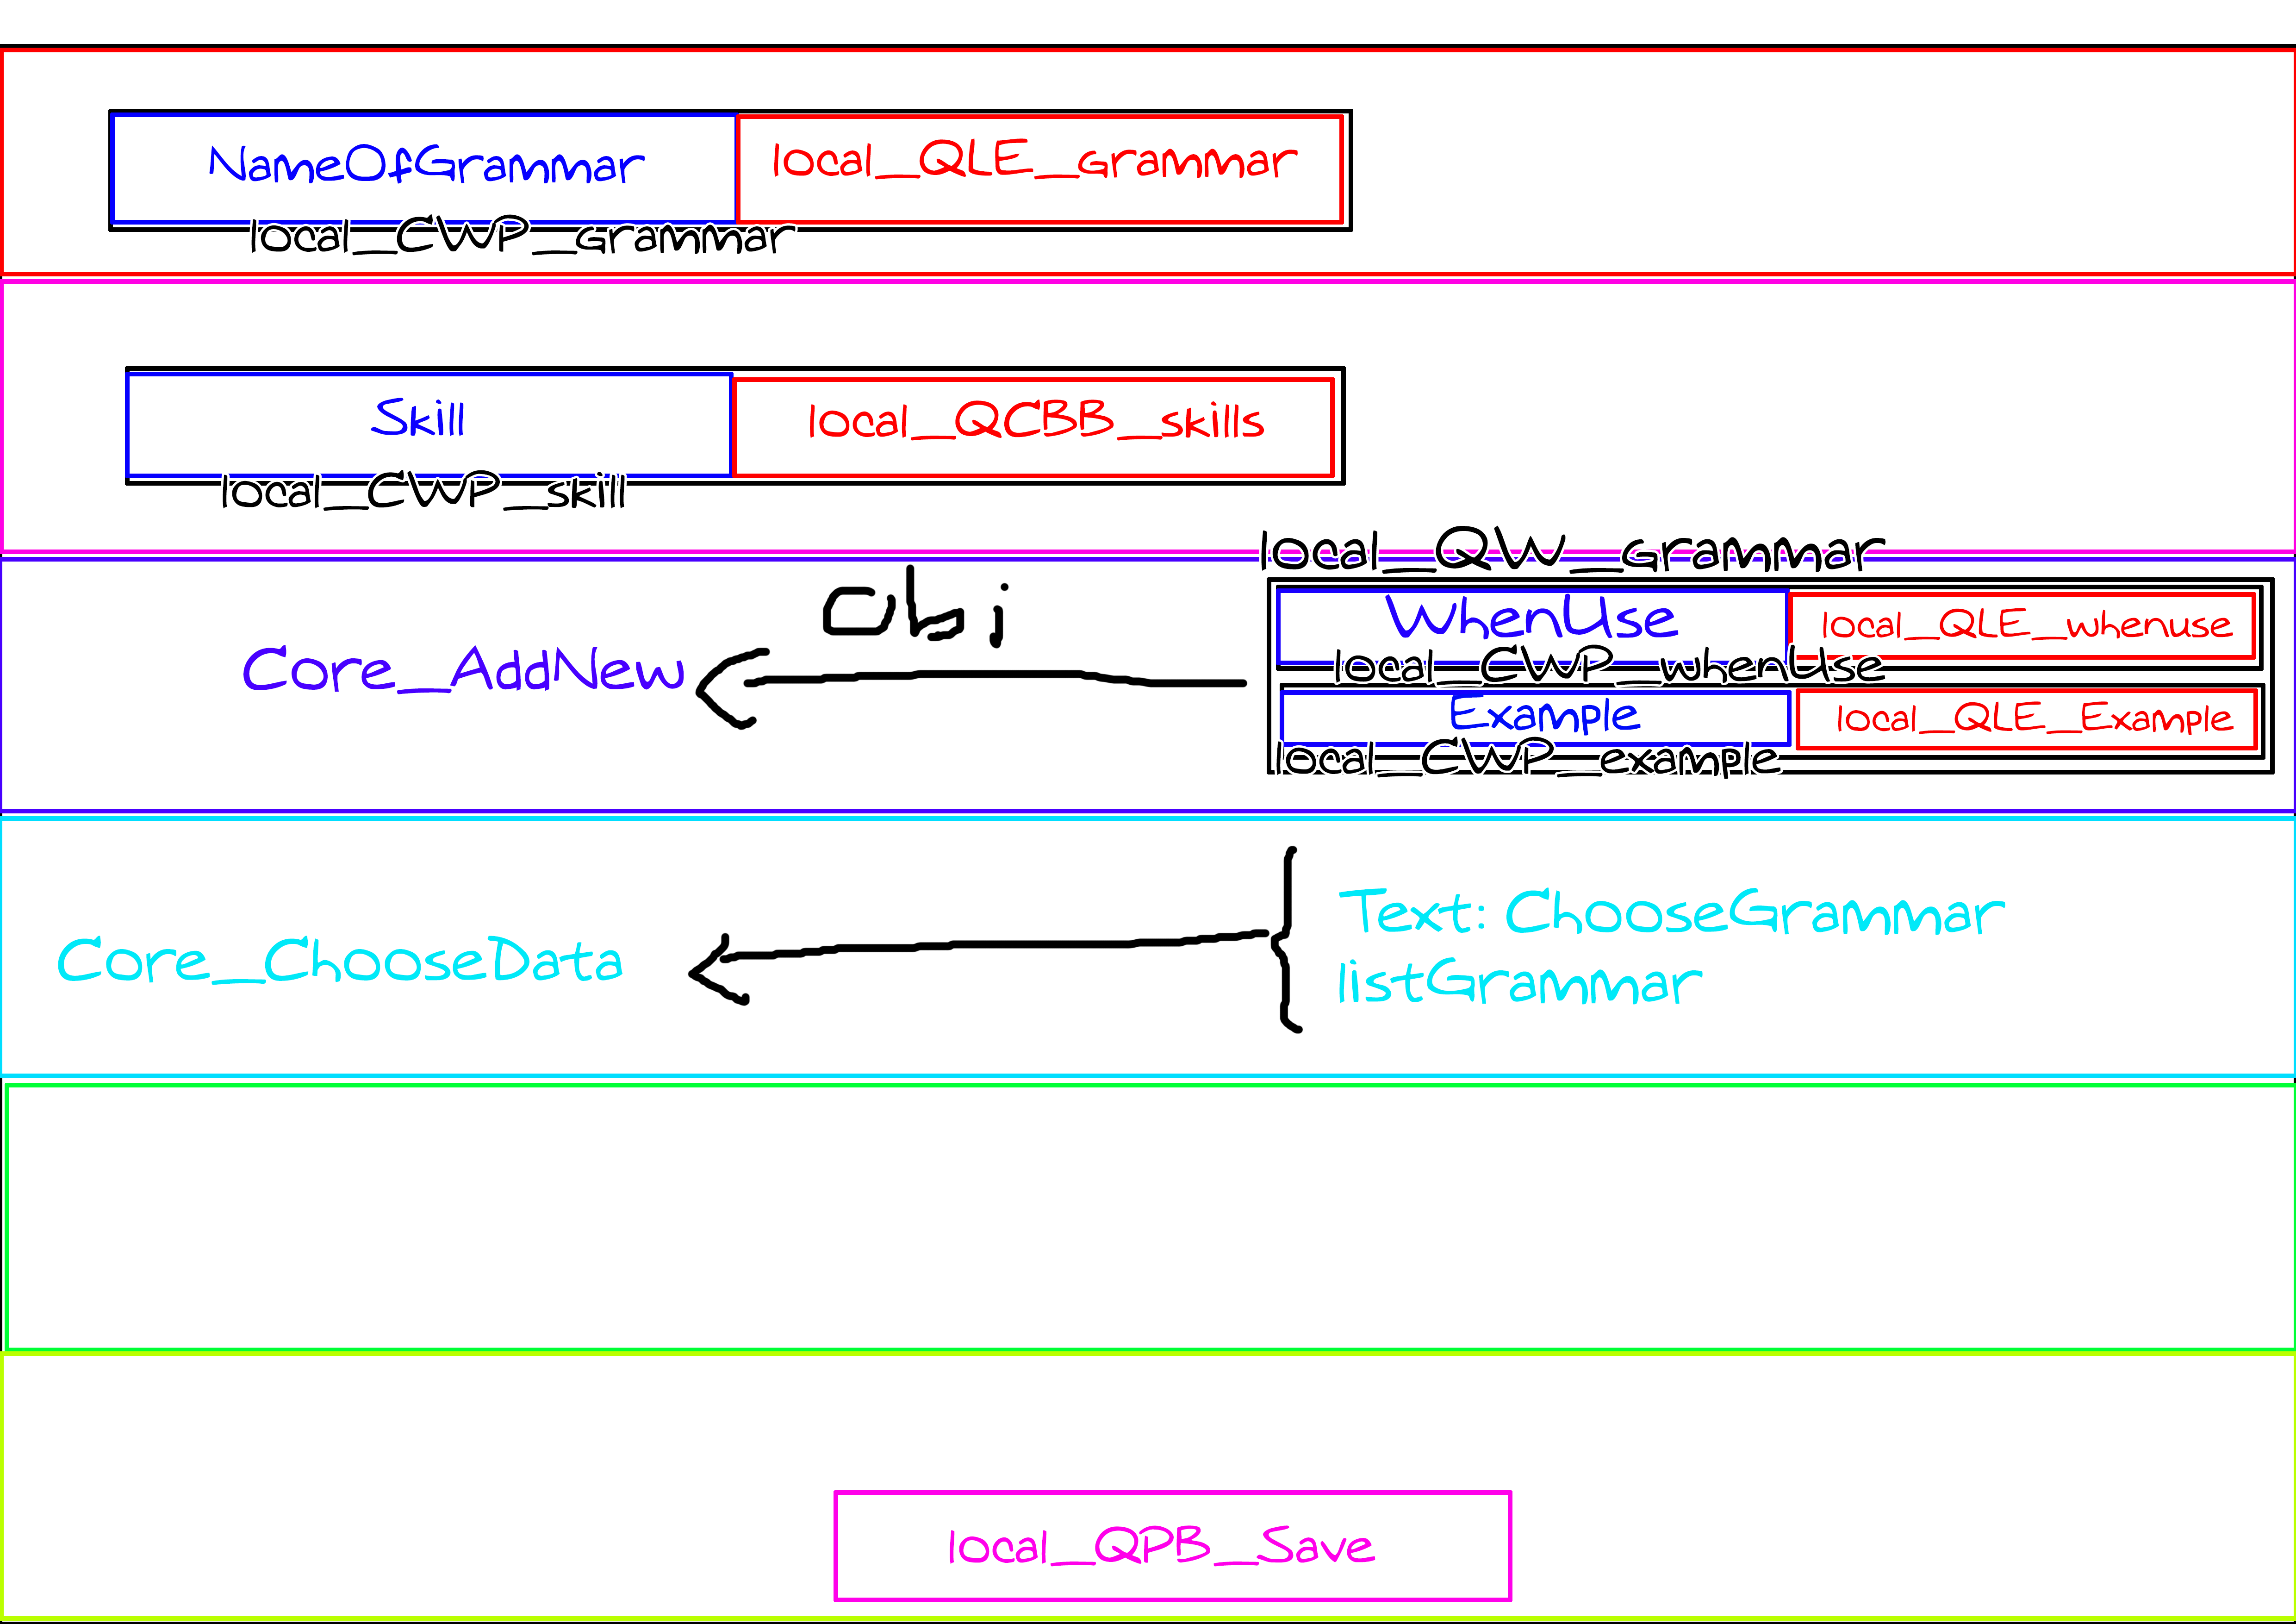 NameOfGrammar
local_QLE_grammar
local_CWP_grammar
Skill
local_QCBB_skills
local_CWP_skill
local_QW_grammar
obj
Core_AddNew
WhenUse
local_QLE_whenuse
local_CWP_whenUse
Example
local_QLE_Example
local_CWP_example
Core_ChooseData
Text: ChooseGrammar
listGrammar
local_QPB_Save